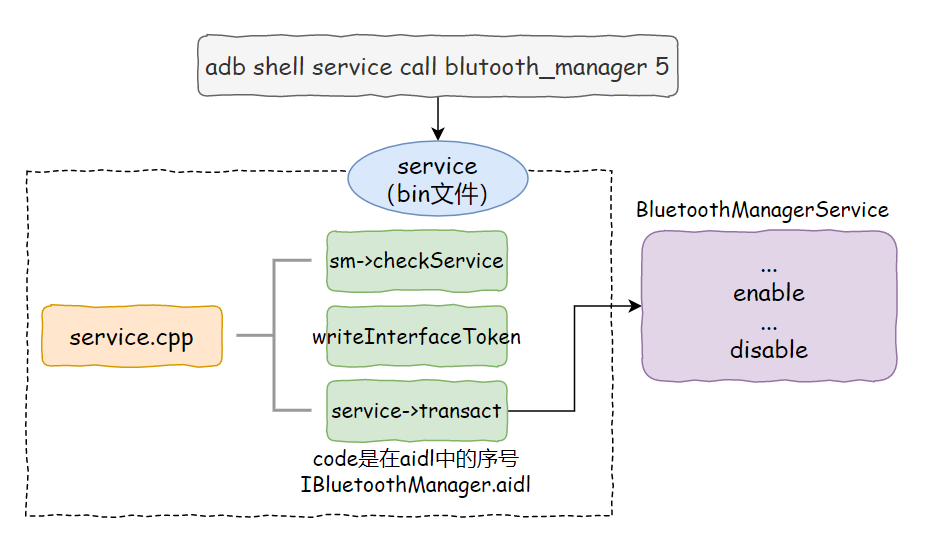 adb shell service call blutooth_manager 5
service
（bin文件）
BluetoothManagerService
sm->checkService
...
enable
...
disable
service.cpp
writeInterfaceToken
service->transact
code是在aidl中的序号
IBluetoothManager.aidl